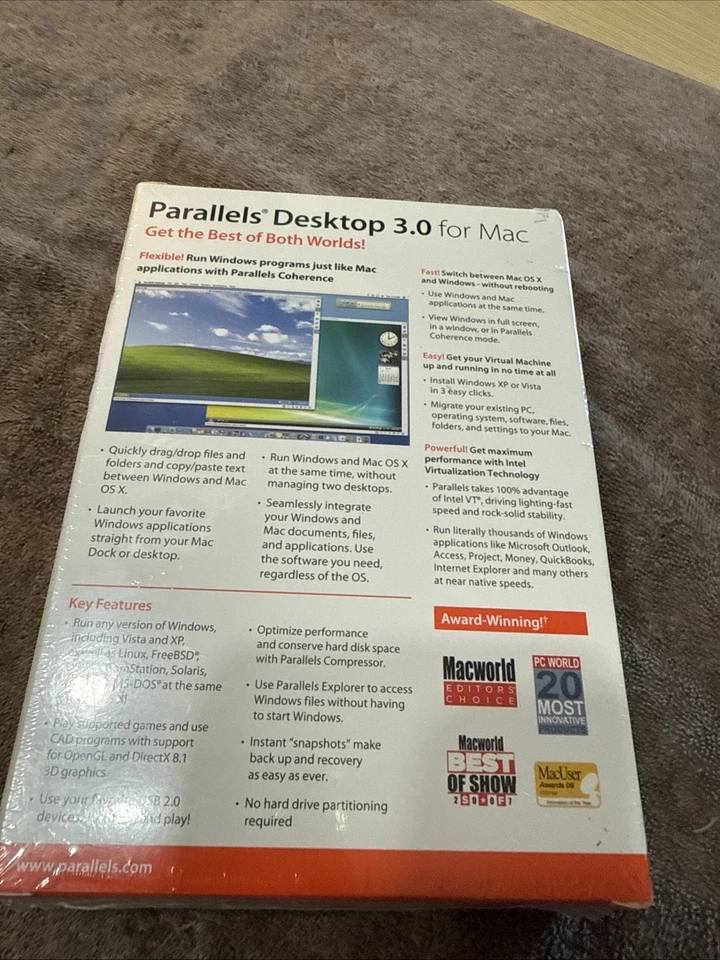 Parallels® Desktop 3.0 for Mac
Get the Best of Both Worlds!
Flexible! Run Windows programs just like Mac
applications with Parallels Coherence
• Quickly drag/drop files and
folders and copy/paste text
between Windows and Mac
OS X.
• Launch your favorite
Windows applications
straight from your Mac
Dock or desktop.
• Run Windows and Mac OS X
at the same time, without
managing two desktops.
• Seamlessly integrate
your Windows and
Mac documents, files,
and applications. Use
the software you need,
regardless of the OS.
Fast! Switch between Mac OS X
and Windows - without rebooting
• Use Windows and Mac
applications at the same time.
• View Windows in full screen,
in a window, or in Parallels
Coherence mode.
Easy! Get your Virtual Machine
up and running in no time at all
• Install Windows XP or Vista
in 3 easy clicks.
• Migrate your existing PC,
operating system, software, files,
folders, and settings to your Mac.
Powerful! Get maximum
performance with Intel
Virtualization Technology
• Parallels takes 100% advantage
of Intel VT®, driving lighting-fast
speed and rock-solid stability.
• Run literally thousands of Windows
applications like Microsoft Outlook,
Access, Project, Money, QuickBooks,
Internet Explorer and many others
at near native speeds.
Key Features
• Run any version of Windows,
including Vista and XP,
as Linux, FreeBSD®,
Station, Solaris,
MS-DOS® at the same
• Play supported games and use
CAD programs with support
for OpenGL and DirectX 8.1
3D graphics
• Use your USB 2.0
devices, and play!
• Optimize performance
and conserve hard disk space
with Parallels Compressor.
• Use Parallels Explorer to access
Windows files without having
to start Windows.
• Instant "snapshots" make
back up and recovery
as easy as ever.
• No hard drive partitioning
required
Award-Winning!†
Macworld
EDITORS'
CHOICE
PC WORLD
20
MOST
INNOVATIVE
PRODUCTS
Macworld
BEST
OF SHOW
2007
MacUser
Awards 06
Winner
Innovation of the Year
www.parallels.com